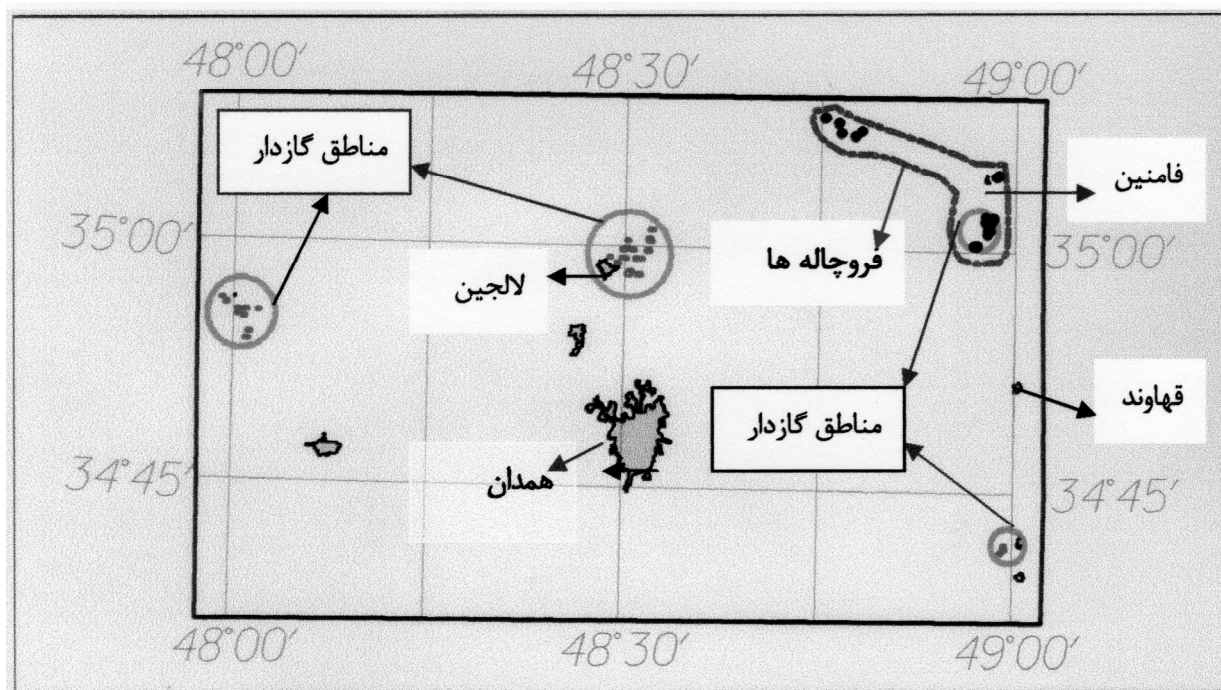 48°00′ 48°30′ 49°00′
مناطق گازدار
فامنین
35°00′
فروچاله ها
35°00′
لالجین
قهاوند
مناطق گازدار
34°45′
همدان
34°45′
48°00′ 48°30′ 49°00′